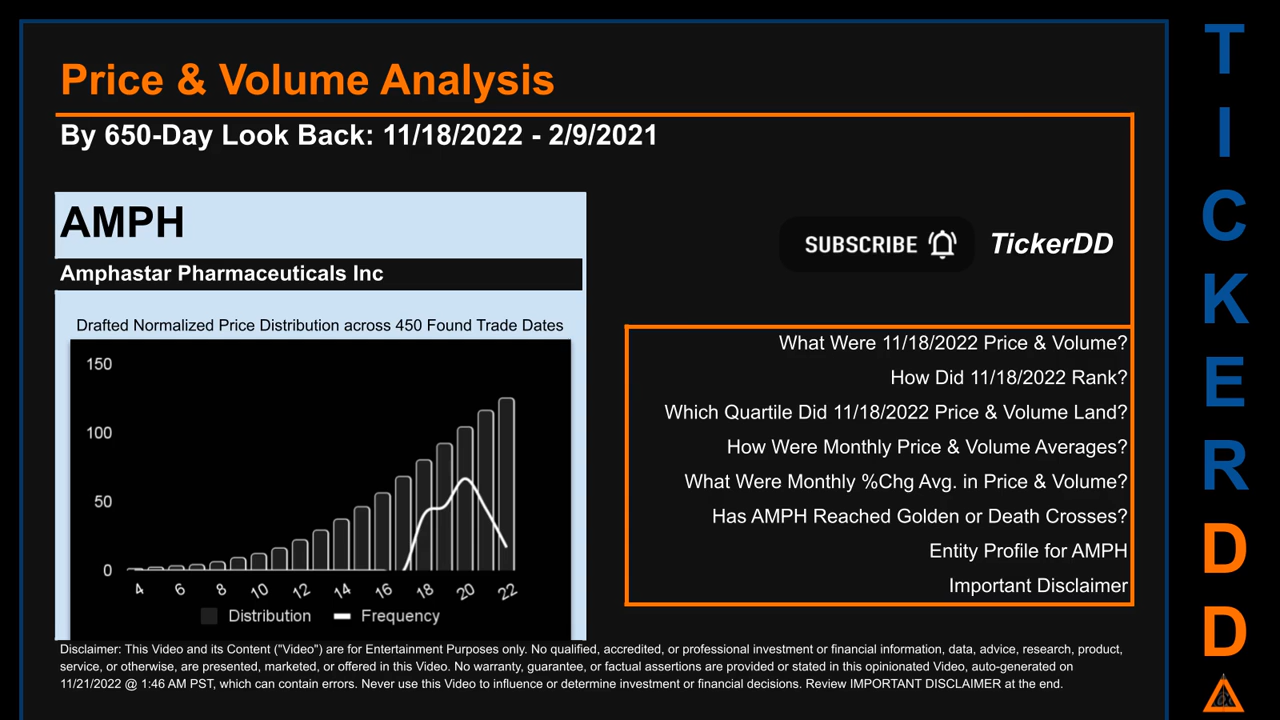 Price & Volume Analysis
By 650-Day Look Back: 11/18/2022 - 2/9/2021
AMPH
Amphastar Pharmaceuticals Inc
Drafted Normalized Price Distribution across 450 Found Trade Dates
150
100
50
0
4 6 8 10 12 14 16 18 20 22
Distribution Frequency
SUBSCRIBE TickerDD
What Were 11/18/2022 Price & Volume?
How Did 11/18/2022 Rank?
Which Quartile Did 11/18/2022 Price & Volume Land?
How Were Monthly Price & Volume Averages?
What Were Monthly %Chg Avg. in Price & Volume?
Has AMPH Reached Golden or Death Crosses?
Entity Profile for AMPH
Important Disclaimer
Disclaimer: This Video and its Content ("Video") are for Entertainment Purposes only. No qualified, accredited, or professional investment or financial information, data, advice, research, product,
service, or otherwise, are presented, marketed, or offered in this Video. No warranty, guarantee, or factual assertions are provided or stated in this opinionated Video, auto-generated on
11/21/2022 @ 1:46 AM PST, which can contain errors. Never use this Video to influence or determine investment or financial decisions. Review IMPORTANT DISCLAIMER at the end.
T
I
C
K
E
R
D
D